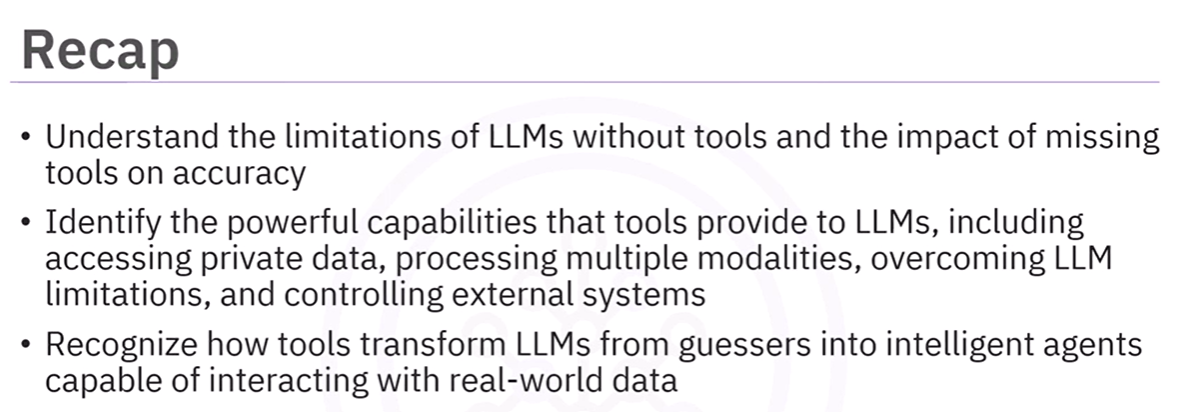 Recap
• Understand the limitations of LLMs without tools and the impact of missing
tools on accuracy
• Identify the powerful capabilities that tools provide to LLMs, including
accessing private data, processing multiple modalities, overcoming LLM
limitations, and controlling external systems
• Recognize how tools transform LLMs from guessers into intelligent agents
capable of interacting with real-world data